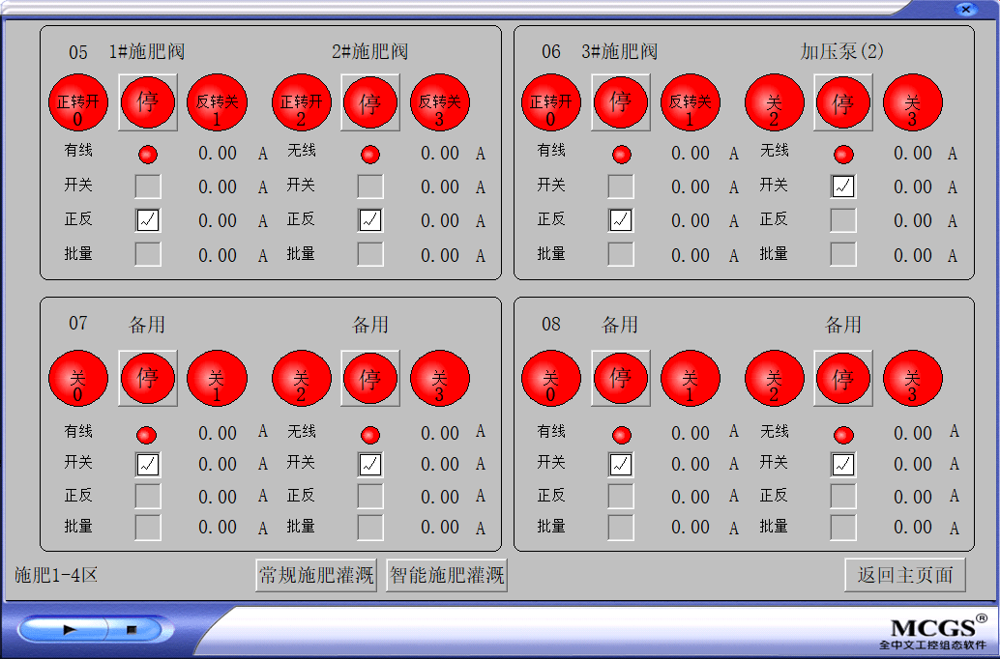 05 1#施肥阀 2#施肥阀
正转开 0 停 反转关 1 正转开 2 停 反转关 3
有线 0.00 A 无线 0.00 A
开关 0.00 A 开关 0.00 A
正反 0.00 A 正反 0.00 A
批量 0.00 A 批量 0.00 A
06 3#施肥阀 加压泵(2)
正转开 0 停 反转关 1 关 2 停 关 3
有线 0.00 A 无线 0.00 A
开关 0.00 A 开关 0.00 A
正反 0.00 A 正反 0.00 A
批量 0.00 A 批量 0.00 A
07 备用 备用
关 0 停 关 1 关 2 停 关 3
有线 0.00 A 无线 0.00 A
开关 0.00 A 开关 0.00 A
正反 0.00 A 正反 0.00 A
批量 0.00 A 批量 0.00 A
08 备用 备用
关 0 停 关 1 关 2 停 关 3
有线 0.00 A 无线 0.00 A
开关 0.00 A 开关 0.00 A
正反 0.00 A 正反 0.00 A
批量 0.00 A 批量 0.00 A
施肥1-4区 常规施肥灌溉 智能施肥灌溉 返回主页面
MCGS®
全中文工控组态软件